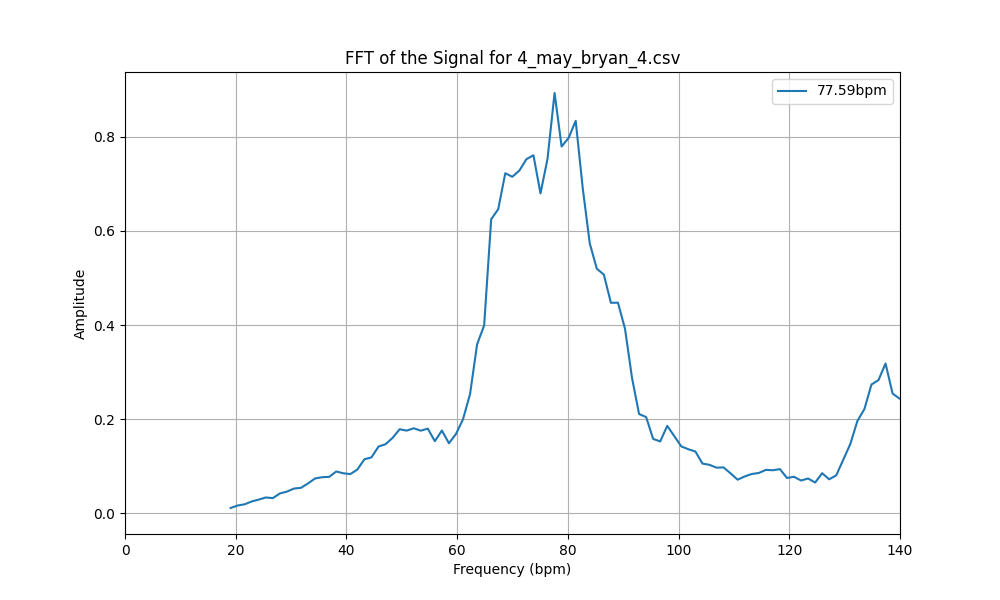 FFT of the Signal for 4_may_bryan_4.csv
77.59bpm
Amplitude
0.8
0.6
0.4
0.2
0.0
0 20 40 60 80 100 120 140
Frequency (bpm)